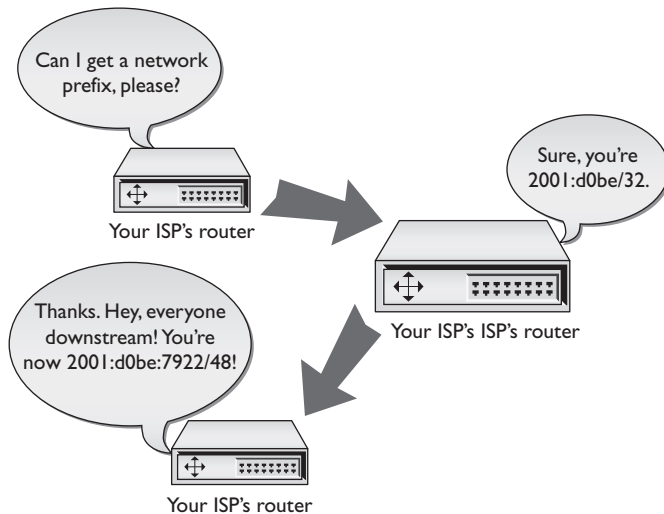 Can I get a network
prefix, please?
Your ISP's router
Sure, you're
2001:d0be/32.
Your ISP's ISP's router
Thanks. Hey, everyone
downstream! You're
now 2001:d0be:7922/48!
Your ISP's router